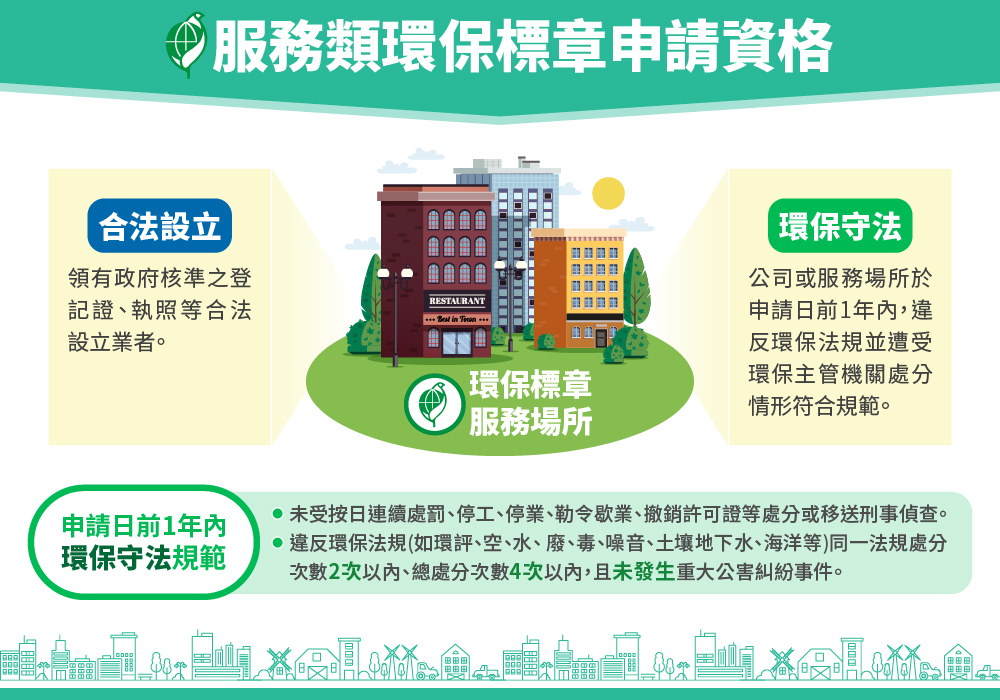 服務類環保標章申請資格
合法設立
領有政府核準之登
記證、執照等合法
設立業者。
RESTAURANT
Best in Town
環保標章
服務場所
環保守法
公司或服務場所於
申請日前1年內，違
反環保法規並遭受
環保主管機關處分
情形符合規範。
申請日前1年內
環保守法規範
● 未受按日連續處罰、停工、停業、勒令歇業、撤銷許可證等處分或移送刑事偵查。
● 違反環保法規(如環評、空、水、廢、毒、噪音、土壤地下水、海洋等)同一法規處分
次數2次以內、總處分次數4次以內，且未發生重大公害糾紛事件。